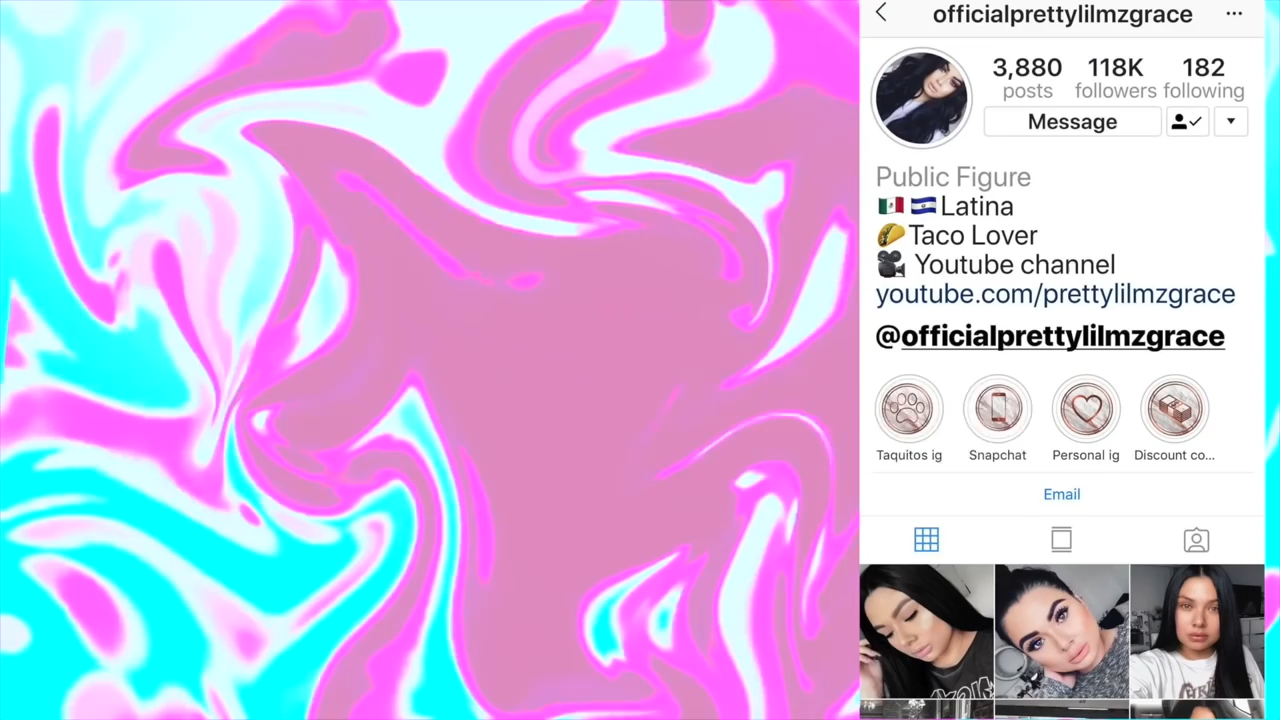 officialprettylilmzgrace
3,880 118K 182
posts followers following
Message
Public Figure
🇲🇽 🇸🇻 Latina
🌮 Taco Lover
🎥 Youtube channel
youtube.com/prettylilmzgrace
@officialprettylilmzgrace
Taquitos ig Snapchat Personal ig Discount co...
Email